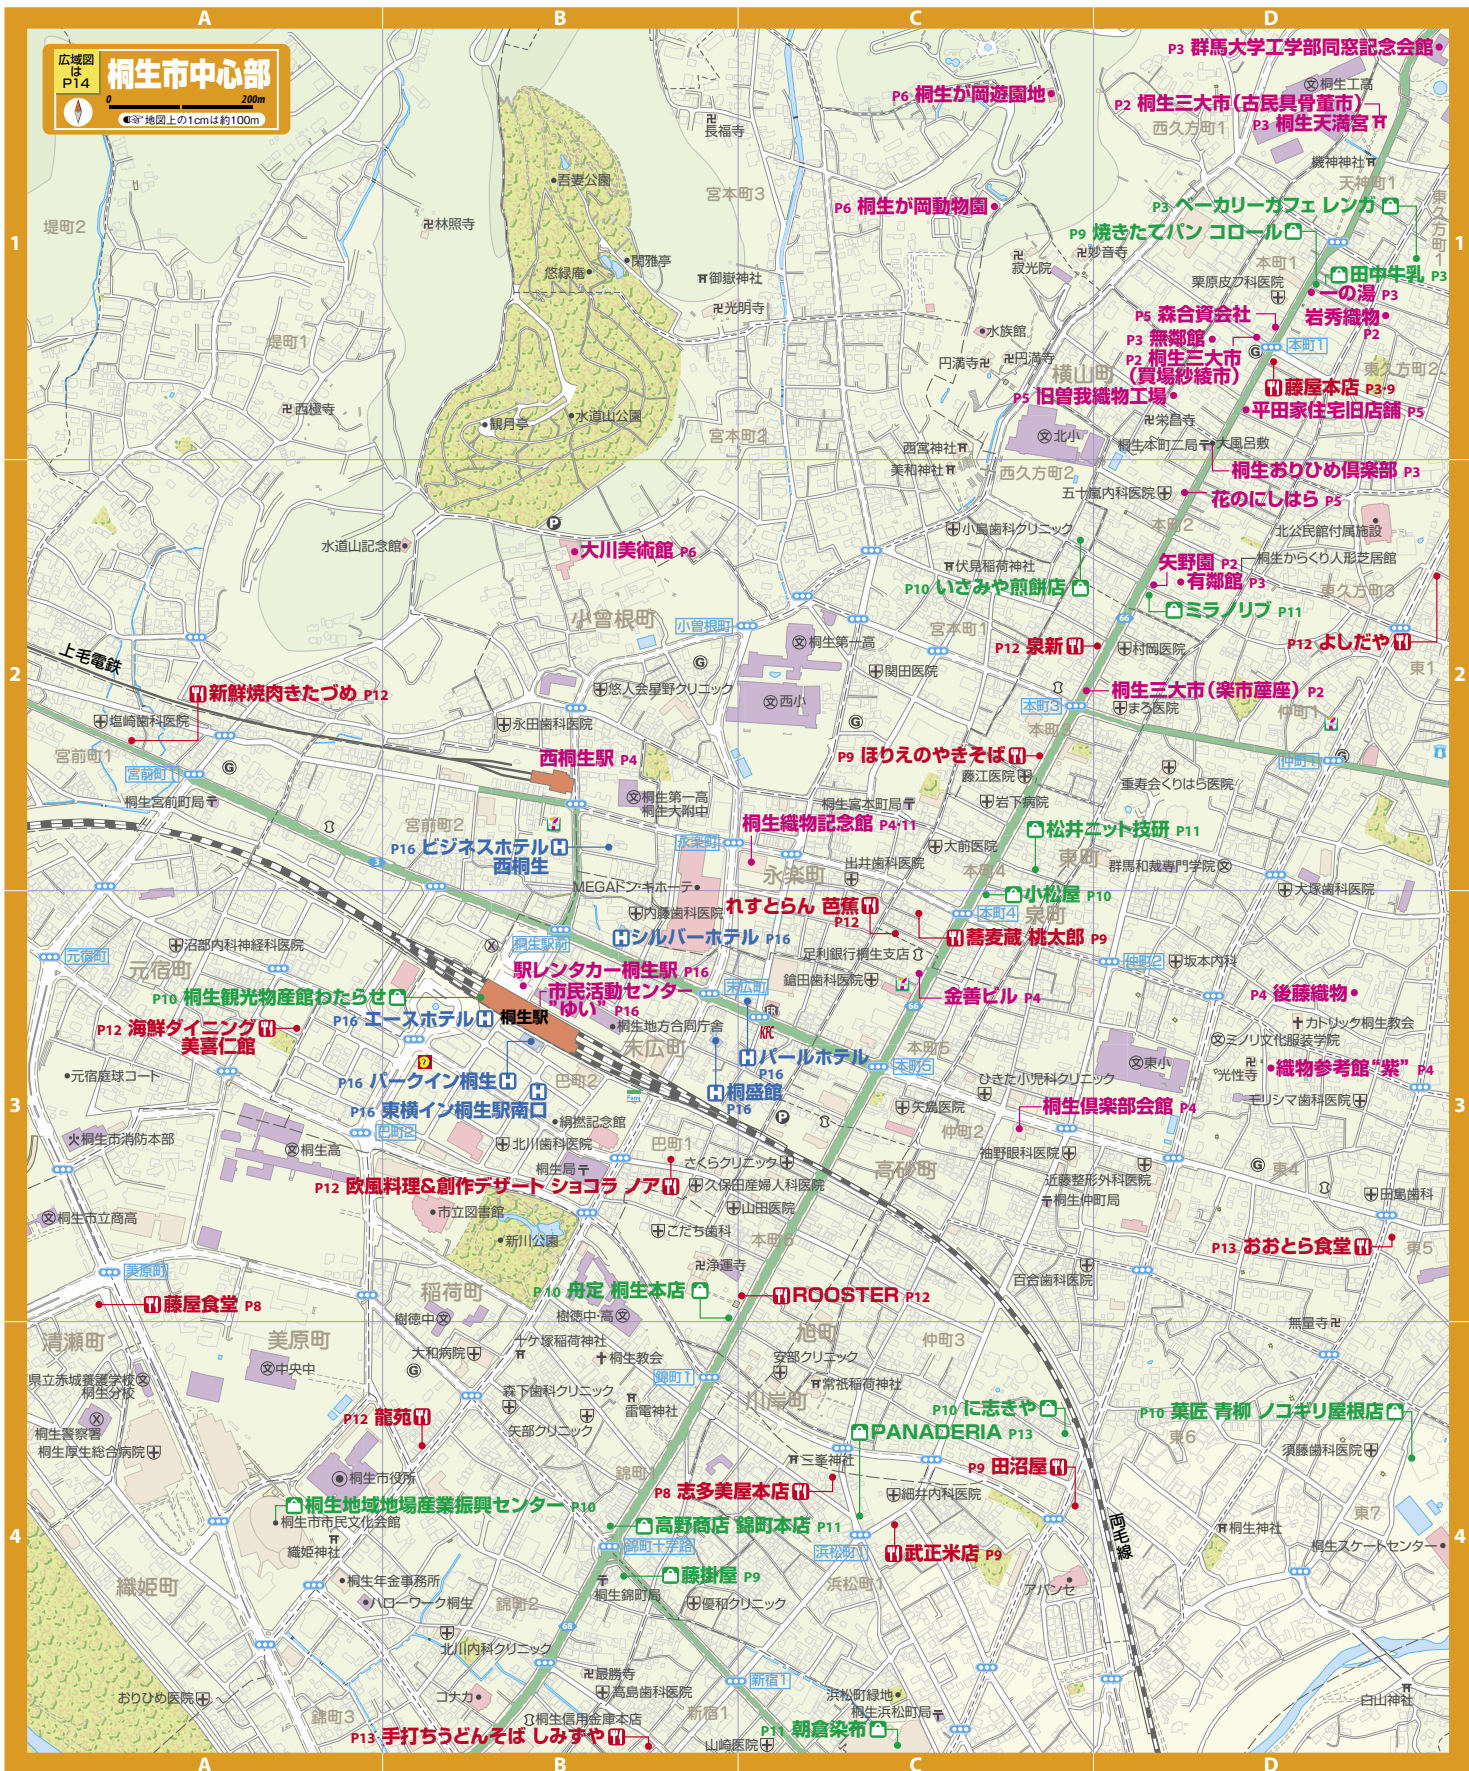 A
B
C
D
広域図
は
P14
桐生市中心部
0
200m
地図上の1cmは約100m
P3 群馬大学工学部同窓記念会館
桐生工高
P6 桐生が岡遊園地
P2 桐生三大市(古民具骨董市)
西久方町1
P3 桐生天満宮
長福寺
機神神社
吾妻公園
天神町1
宮本町3
堤町2
林照寺
P6 桐生が岡動物園
P3 ベーカリーカフェ レンガ
東久方町1
P9 焼きたてパン コロール
1
1
閑雅亭
悠緑庵
御嶽神社
寂光院
妙音寺
本町1
栗原皮フ科医院
田中牛乳 P3
一の湯 P3
光明寺
P5 森合資会社
岩秀織物
P2
水族館
P3 無鄰館
本町1
堤町1
P2 桐生三大市
(買場紗綾市)
円満寺
円満寺
横山町
東久方町2
藤屋本店 P3·9
P5 旧曽我織物工場
西極寺
水道山公園
観月亭
平田家住宅旧店舗 P5
栄昌寺
宮本町2
北小
西宮神社
桐生本町二局
大風呂敷
美和神社
西久方町2
桐生おりひめ倶楽部 P3
五十嵐内科医院
花のにしはら P5
本町2
小島歯科クリニック
北公民館付属施設
水道山記念館
大川美術館 P6
伏見稲荷神社
矢野園 P2
桐生からくり人形芝居館
有鄰館 P3
P10 いさみや煎餅店
東久方町3
ミラノリブ P11
小曾根町
小曾根町
宮本町1
66
桐生第一高
P12 泉新
村岡医院
P12 よしだや
上毛電鉄
関田医院
東1
2
2
新鮮焼肉きたづめ P12
悠人会星野クリニック
西小
桐生三大市(楽市蓙座) P2
本町3
まろ医院
仲町1
塩崎歯科医院
永田歯科医院
本町3
宮前町1
西桐生駅 P4
P9 ほりえのやきそば
宮前町1
藤江医院
仲町1
重寿会くりはら医院
桐生宮前町局
桐生第一高
桐生大附中
桐生宮本町局
岩下病院
宮前町2
桐生織物記念館 P4·11
松井ニット技研 P11
P16 ビジネスホテル
西桐生
永楽町
大前医院
出井歯科医院
3
本町4
東町
群馬和裁専門学院
永楽町
MEGAドン・キホーテ
小松屋 P10
大塚歯科医院
れすとらん 芭蕉
P12
内藤歯科医院
本町4
泉町
桐生駅前
シルバーホテル P16
蕎麦蔵 桃太郎 P9
沼部内科神経科医院
元宿町
足利銀行桐生支店
元宿町
仲町2
坂本内科
駅レンタカー桐生駅 P16
鎗田歯科医院
P10 桐生観光物産館わたらせ
市民活動センター
“ゆい” P16
末広町
金善ビル P4
P4 後藤織物
66
P16 エースホテル
桐生駅
P12 海鮮ダイニング
美喜仁館
桐生地方合同庁舎
KFC
カトリック桐生教会
ミノリ文化服装学院
末広町
本町5
パールホテル
P16
本町5
東小
光性寺
織物参考館“紫” P4
元宿庭球コート
P16 パークイン桐生
巴町2
ひきた小児科クリニック
桐盛館
P16
モリシマ歯科医院
3
3
P16 東横イン桐生駅南口
矢島医院
桐生倶楽部会館 P4
絹撚記念館
仲町2
桐生市消防本部
巴町2
桐生高
北川歯科医院
巴町1
袖野眼科医院
さくらクリニック
高砂町
桐生局
東4
近藤整形外科医院
P12 欧風料理&創作デザート ショコラ ノア
久保田産婦人科医院
桐生仲町局
田島歯科
市立図書館
山田医院
桐生市立商高
こだち歯科
新川公園
本町6
P13 おおとら食堂
東5
浄運寺
美原町
百合歯科医院
稲荷町
P10 舟定 桐生本店
ROOSTER P12
藤屋食堂 P8
樹徳中
樹徳中・高
無量寺
清瀬町
美原町
旭町
仲町3
十ケ塚稲荷神社
大和病院
桐生教会
安部クリニック
中央中
県立赤城養護学校
桐生分校
錦町1
川岸町
常祇稲荷神社
森下歯科クリニック
雷電神社
P10 にしきや
P10 菓匠 青柳 ノコギリ屋根店
P12 龍苑
矢部クリニック
桐生警察署
PANADERIA P13
東6
桐生厚生総合病院
須藤歯科医院
三峯神社
錦町1
P9 田沼屋
桐生市役所
P8 志多美屋本店
細井内科医院
桐生地域地場産業振興センター P10
東7
桐生市市民文化会館
高野商店 錦町本店 P11
両毛線
桐生神社
4
4
織姫神社
錦町十字路
浜松町1
武正米店 P9
桐生スケートセンター
織姫町
桐生年金事務所
藤掛屋 P9
浜松町1
アバンセ
ハローワーク桐生
錦町2
桐生錦町局
優和クリニック
68
北川内科クリニック
最勝寺
新宿1
おりひめ医院
コナカ
高島歯科医院
浜松町緑地
白山神社
錦町3
桐生信用金庫本店
新宿1
桐生浜松町局
P13 手打ちうどんそば しみずや
P11 朝倉染布
山崎医院
A
B
C
D